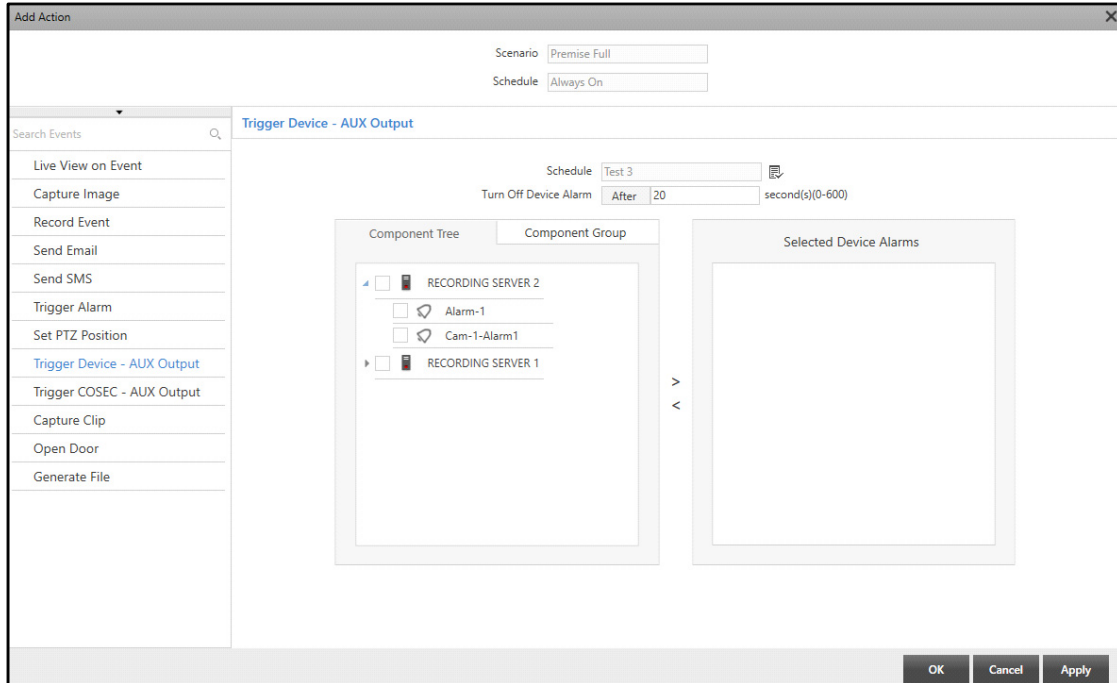 Add Action
Scenario Premise Full
Schedule Always On
Search Events
Live View on Event
Capture Image
Record Event
Send Email
Send SMS
Trigger Alarm
Set PTZ Position
Trigger Device - AUX Output
Trigger COSEC - AUX Output
Capture Clip
Open Door
Generate File
Trigger Device - AUX Output
Schedule Test 3
Turn Off Device Alarm After 20 second(s)(0-600)
Component Tree Component Group
RECORDING SERVER 2
Alarm-1
Cam-1-Alarm1
RECORDING SERVER 1
>
<
Selected Device Alarms
OK Cancel Apply